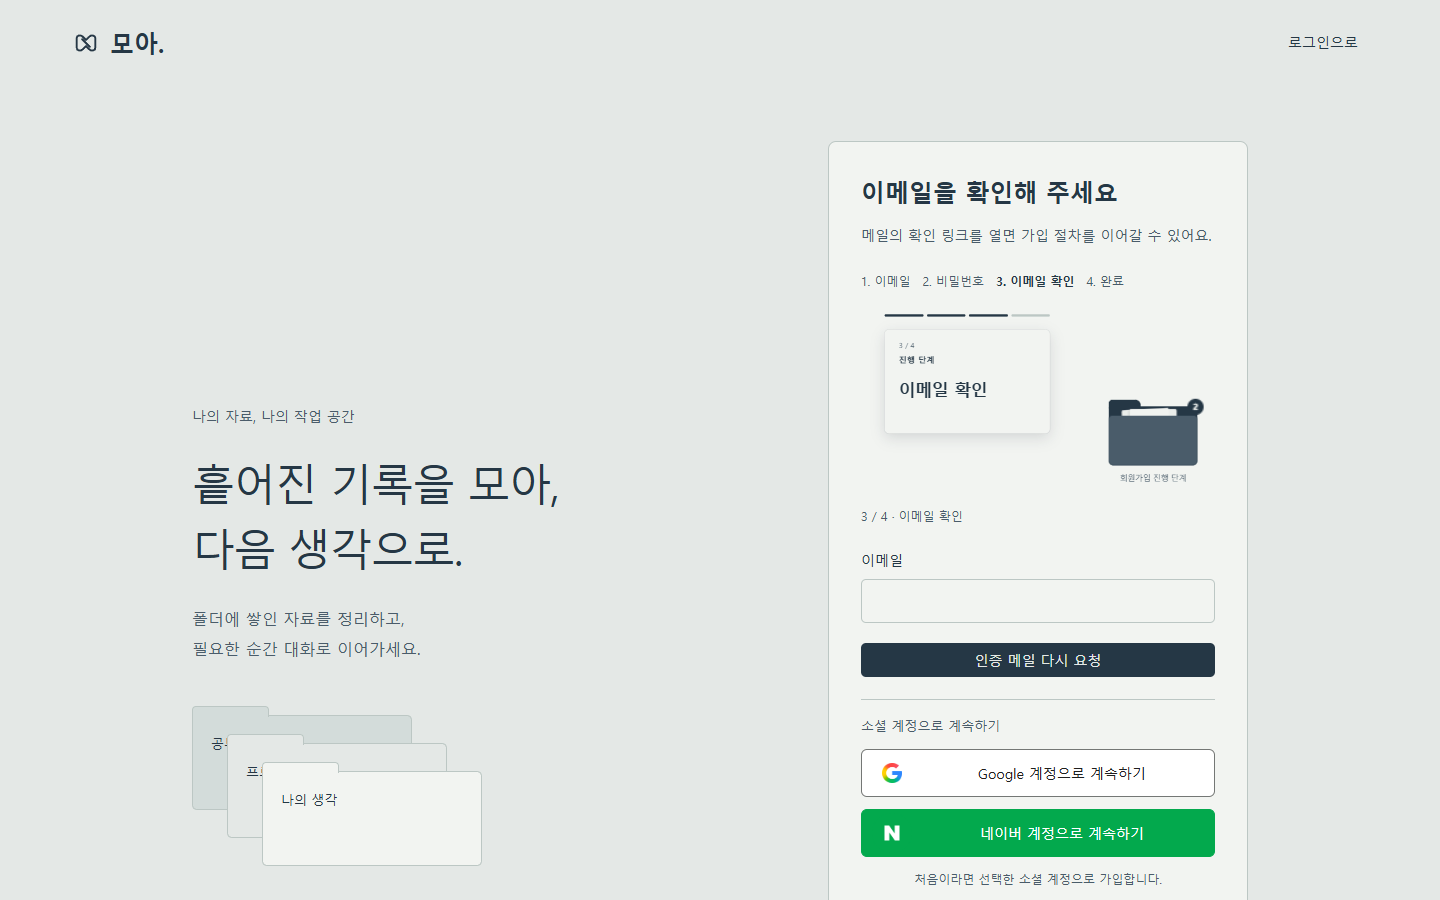 모아.
로그인으로
나의 자료, 나의 작업 공간
흩어진 기록을 모아,
다음 생각으로.
폴더에 쌓인 자료를 정리하고,
필요한 순간 대화로 이어가세요.
나의 생각
이메일을 확인해 주세요
메일의 확인 링크를 열면 가입 절차를 이어갈 수 있어요.
1. 이메일 2. 비밀번호 3. 이메일 확인 4. 완료
3 / 4
진행 단계
이메일 확인
2
회원가입 진행 단계
3 / 4 · 이메일 확인
이메일
인증 메일 다시 요청
소셜 계정으로 계속하기
Google 계정으로 계속하기
네이버 계정으로 계속하기
처음이라면 선택한 소셜 계정으로 가입합니다.